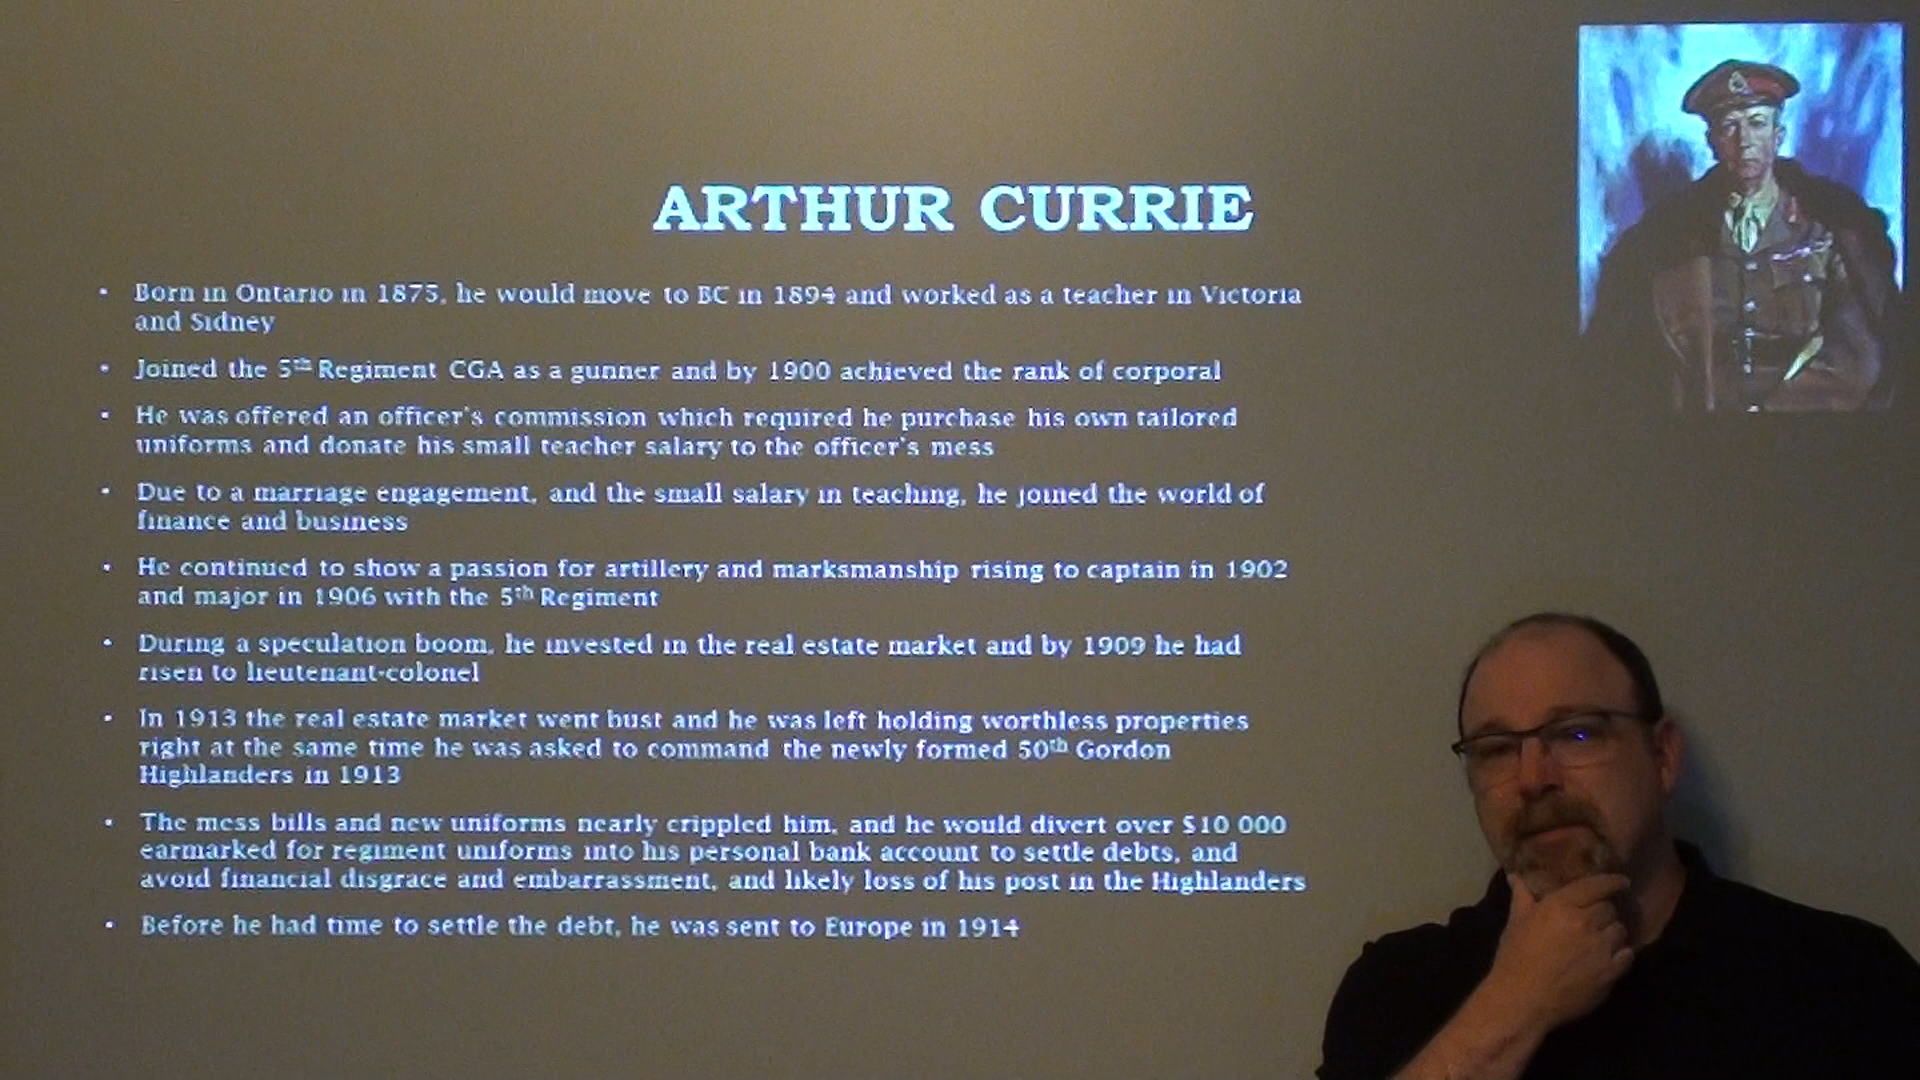 ARTHUR CURRIE
• Born in Ontario in 1875, he would move to BC in 1894 and worked as a teacher in Victoria
and Sidney
• Joined the 5th Regiment CGA as a gunner and by 1900 achieved the rank of corporal
• He was offered an officer's commission which required he purchase his own tailored
uniforms and donate his small teacher salary to the officer's mess
• Due to a marriage engagement, and the small salary in teaching, he joined the world of
finance and business
• He continued to show a passion for artillery and marksmanship rising to captain in 1902
and major in 1906 with the 5th Regiment
• During a speculation boom, he invested in the real estate market and by 1909 he had
risen to lieutenant-colonel
• In 1913 the real estate market went bust and he was left holding worthless properties
right at the same time he was asked to command the newly formed 50th Gordon
Highlanders in 1913
• The mess bills and new uniforms nearly crippled him, and he would divert over $10 000
earmarked for regiment uniforms into his personal bank account to settle debts, and
avoid financial disgrace and embarrassment, and likely loss of his post in the Highlanders
• Before he had time to settle the debt, he was sent to Europe in 1914